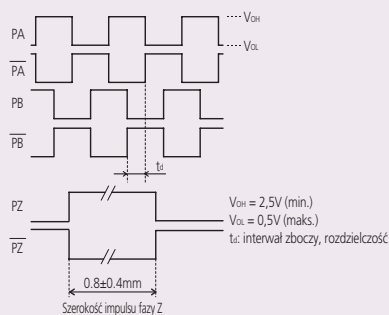 PA
VOH
VOL
PA
PB
PB
td
PZ
PZ
VOH = 2,5V (min.)
VOL = 0,5V (maks.)
td: interwał zboczy, rozdzielczość
0.8±0.4mm
Szerokość impulsu fazy Z